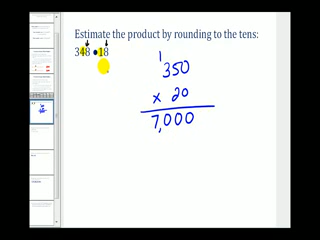 Estimate the product by rounding to the tens:
348 • 18
1
350
x 20
7,000